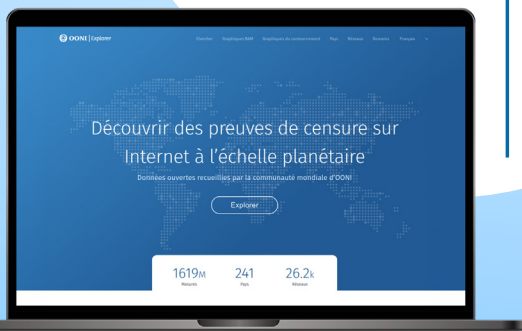 OONI | Explorer
Chercher Graphiques MAT Graphiques du contournement Pays Réseaux Domaines Français
Découvrir des preuves de censure sur
Internet à l'échelle planétaire
Données ouvertes recueillies par la communauté mondiale d'OONI
Explorer
1619M 241 26.2k
Mesures Pays Réseaux